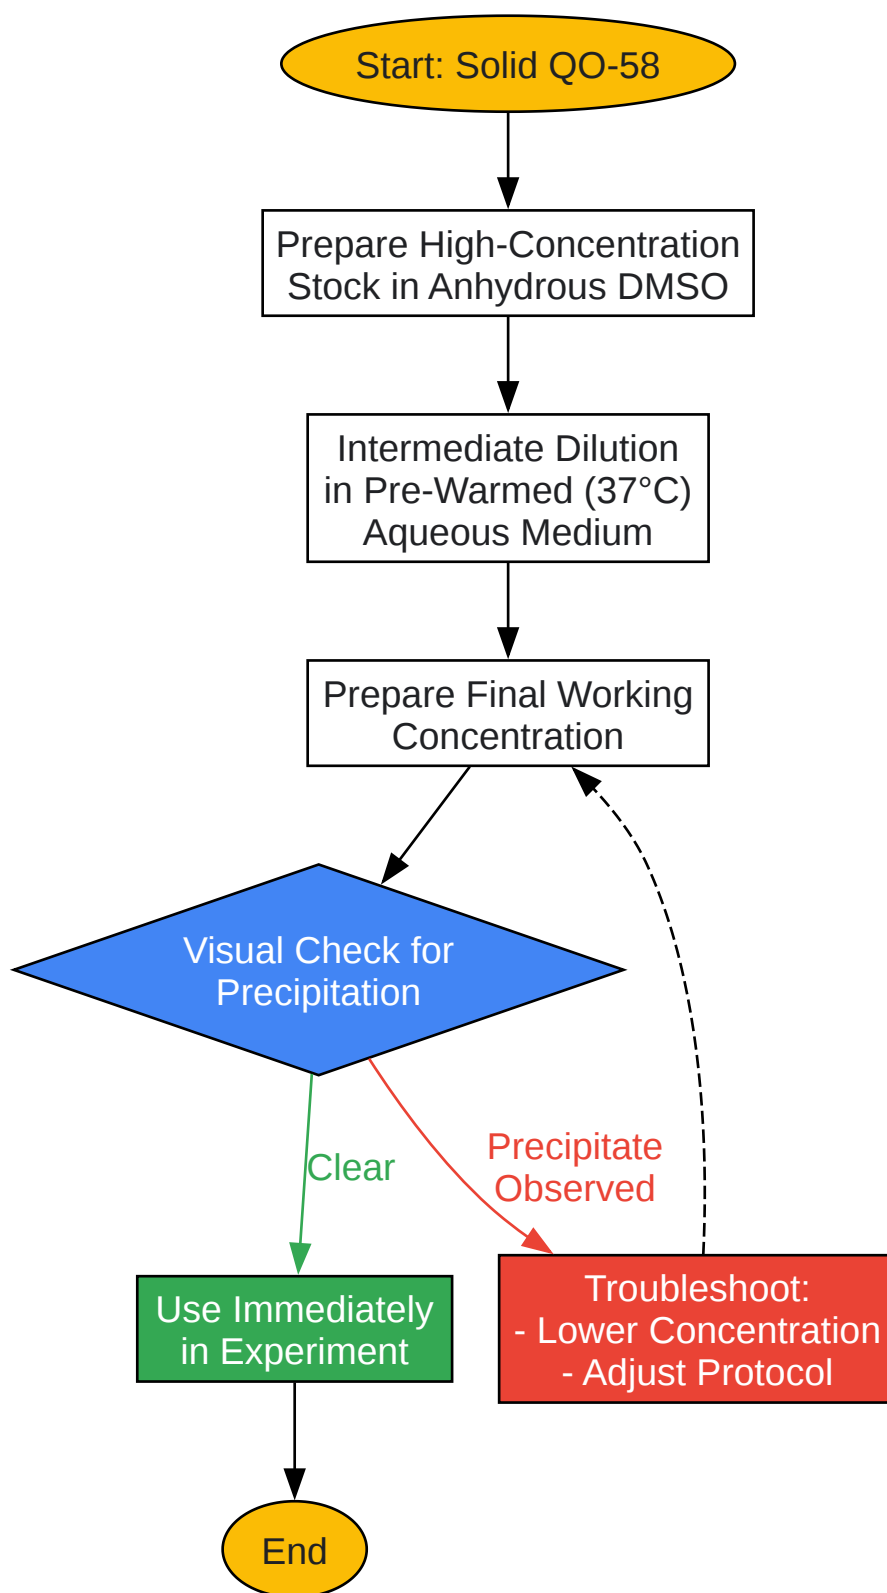 Start: Solid QO-58
Prepare High-Concentration
Stock in Anhydrous DMSO
Intermediate Dilution
in Pre-Warmed (37°C)
Aqueous Medium
Prepare Final Working
Concentration
Visual Check for
Precipitation
Clear
Precipitate
Observed
Use Immediately
in Experiment
Troubleshoot:
- Lower Concentration
- Adjust Protocol
End